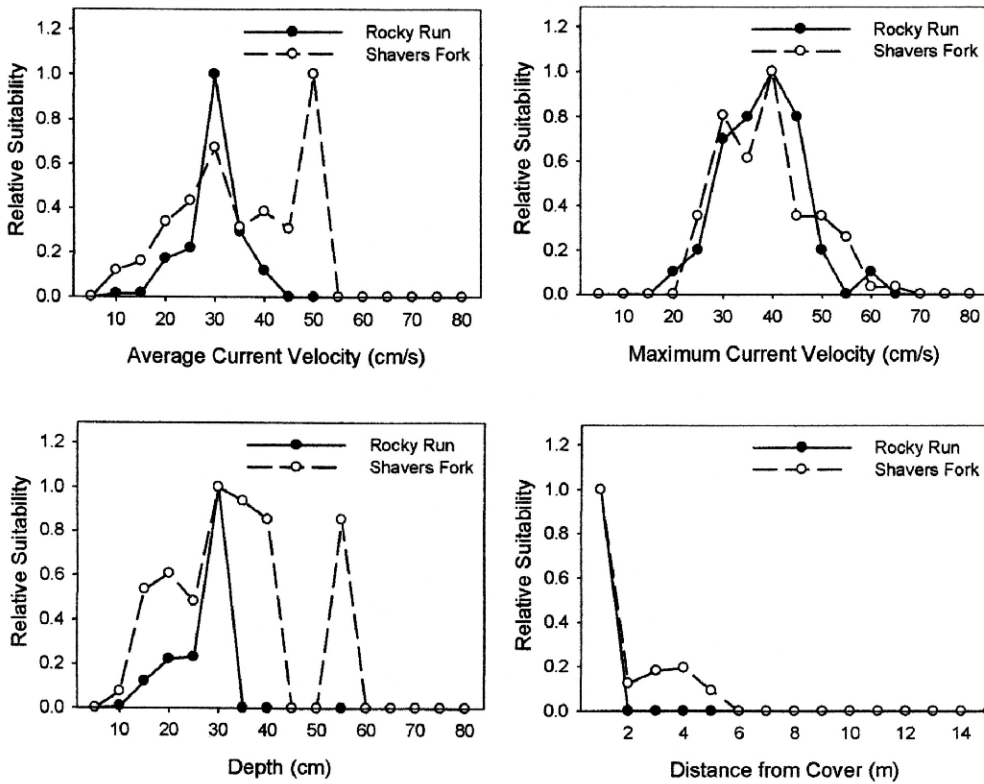 Rocky Run
Shavers Fork
1.2
1.0
0.8
0.6
0.4
0.2
0.0
Relative Suitability
10 20 30 40 50 60 70 80
Average Current Velocity (cm/s)
Rocky Run
Shavers Fork
1.2
1.0
0.8
0.6
0.4
0.2
0.0
Relative Suitability
10 20 30 40 50 60 70 80
Maximum Current Velocity (cm/s)
Rocky Run
Shavers Fork
1.2
1.0
0.8
0.6
0.4
0.2
0.0
Relative Suitability
10 20 30 40 50 60 70 80
Depth (cm)
Rocky Run
Shavers Fork
1.2
1.0
0.8
0.6
0.4
0.2
0.0
Relative Suitability
2 4 6 8 10 12 14
Distance from Cover (m)